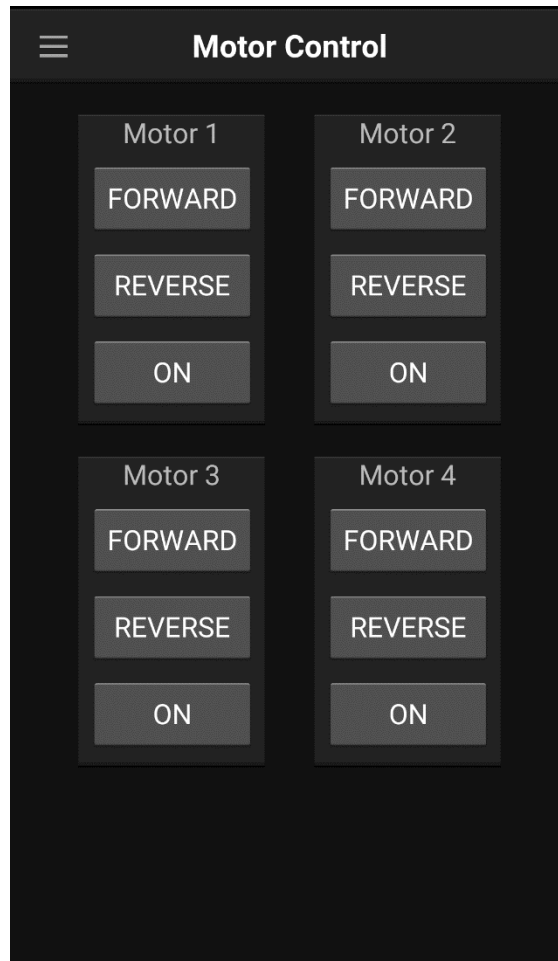 Motor Control
Motor 1
FORWARD
REVERSE
ON
Motor 2
FORWARD
REVERSE
ON
Motor 3
FORWARD
REVERSE
ON
Motor 4
FORWARD
REVERSE
ON